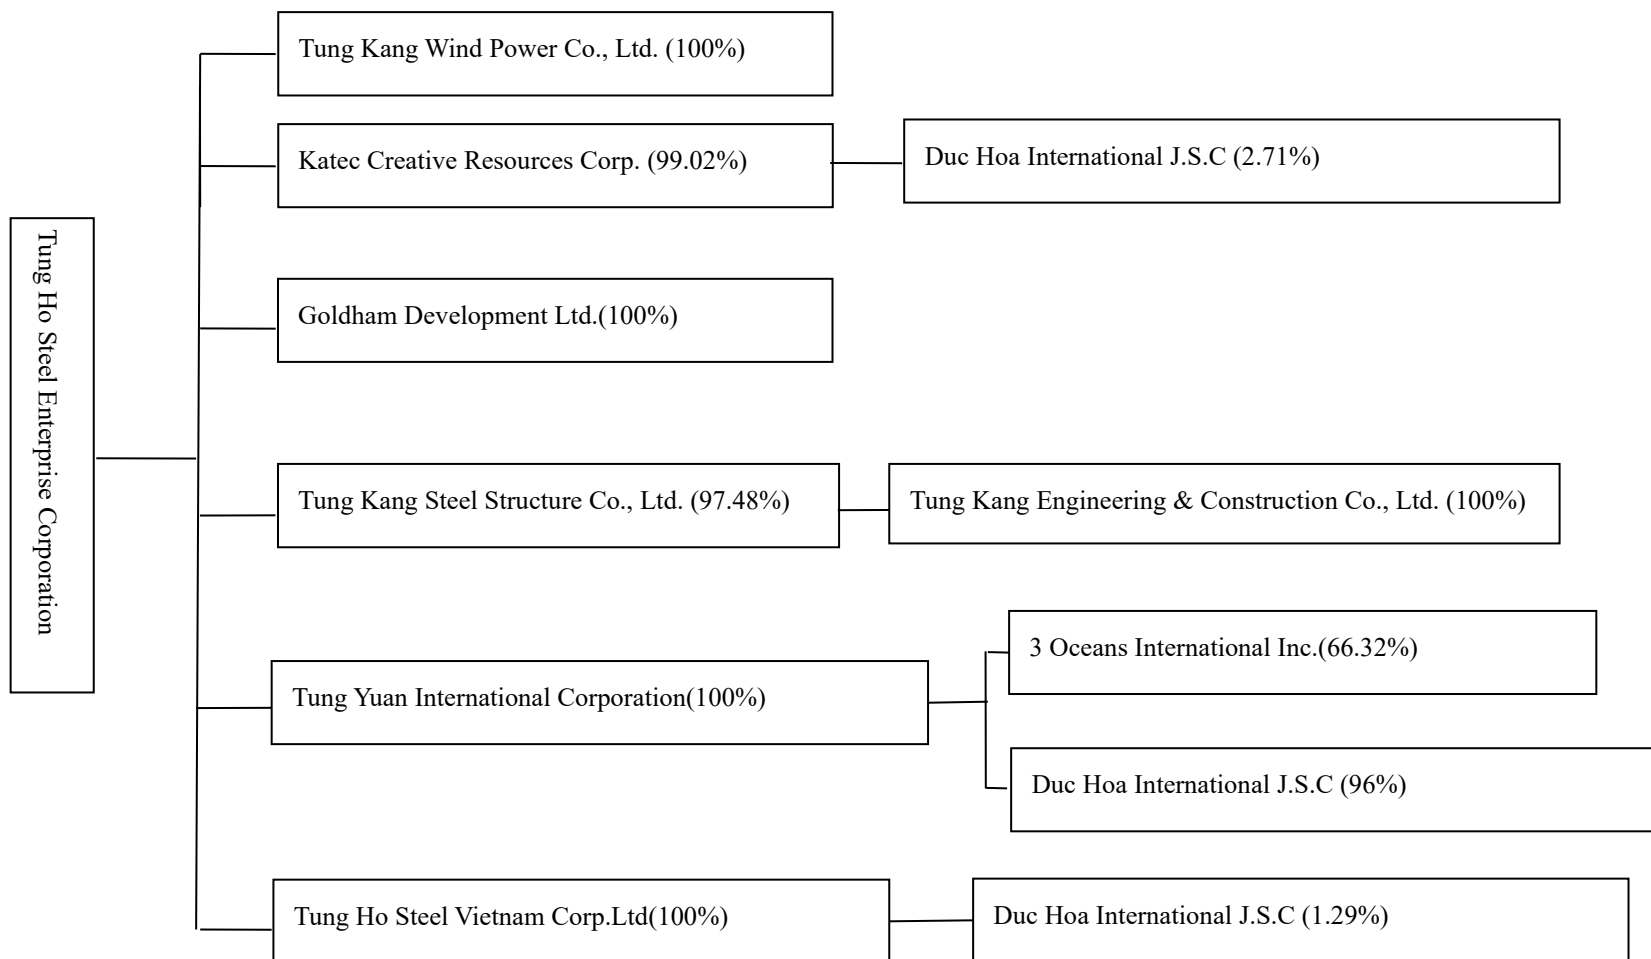 Tung Ho Steel Enterprise Corporation
Tung Kang Wind Power Co., Ltd. (100%)
Katec Creative Resources Corp. (99.02%)
Duc Hoa International J.S.C (2.71%)
Goldham Development Ltd.(100%)
Tung Kang Steel Structure Co., Ltd. (97.48%)
Tung Kang Engineering & Construction Co., Ltd. (100%)
Tung Yuan International Corporation(100%)
3 Oceans International Inc.(66.32%)
Duc Hoa International J.S.C (96%)
Tung Ho Steel Vietnam Corp.Ltd(100%)
Duc Hoa International J.S.C (1.29%)